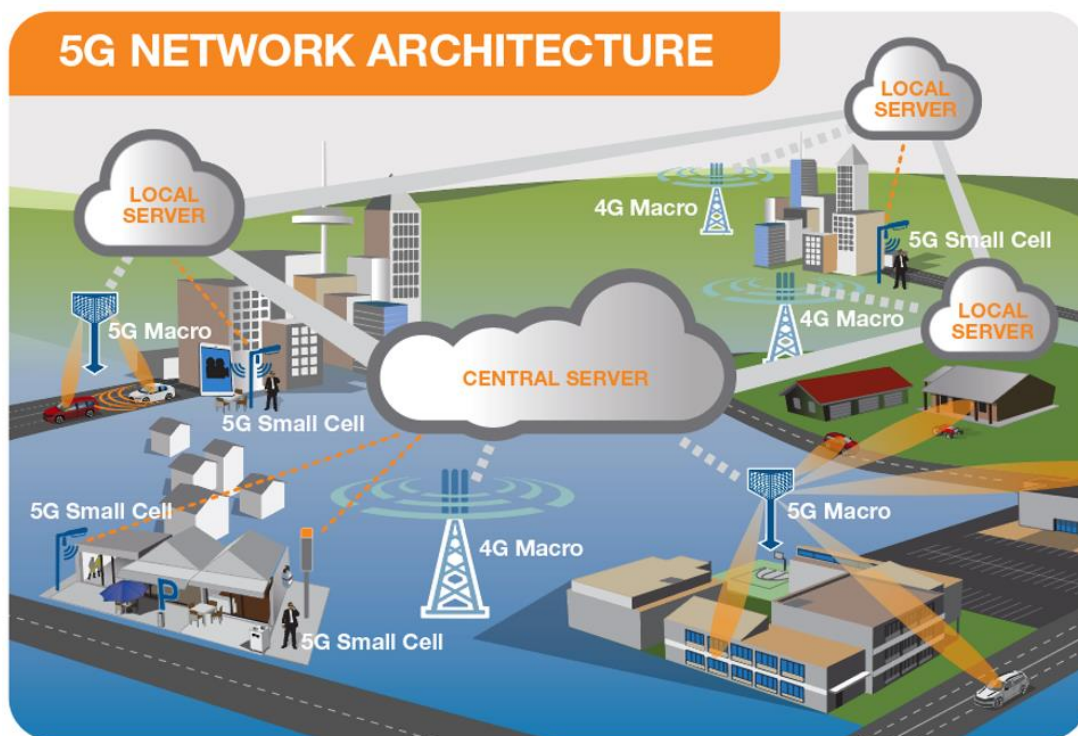 5G NETWORK ARCHITECTURE
LOCAL
SERVER
LOCAL
SERVER
4G Macro
5G Small Cell
5G Macro
4G Macro
LOCAL
SERVER
CENTRAL SERVER
5G Small Cell
5G Small Cell
4G Macro
5G Macro
P
5G Small Cell